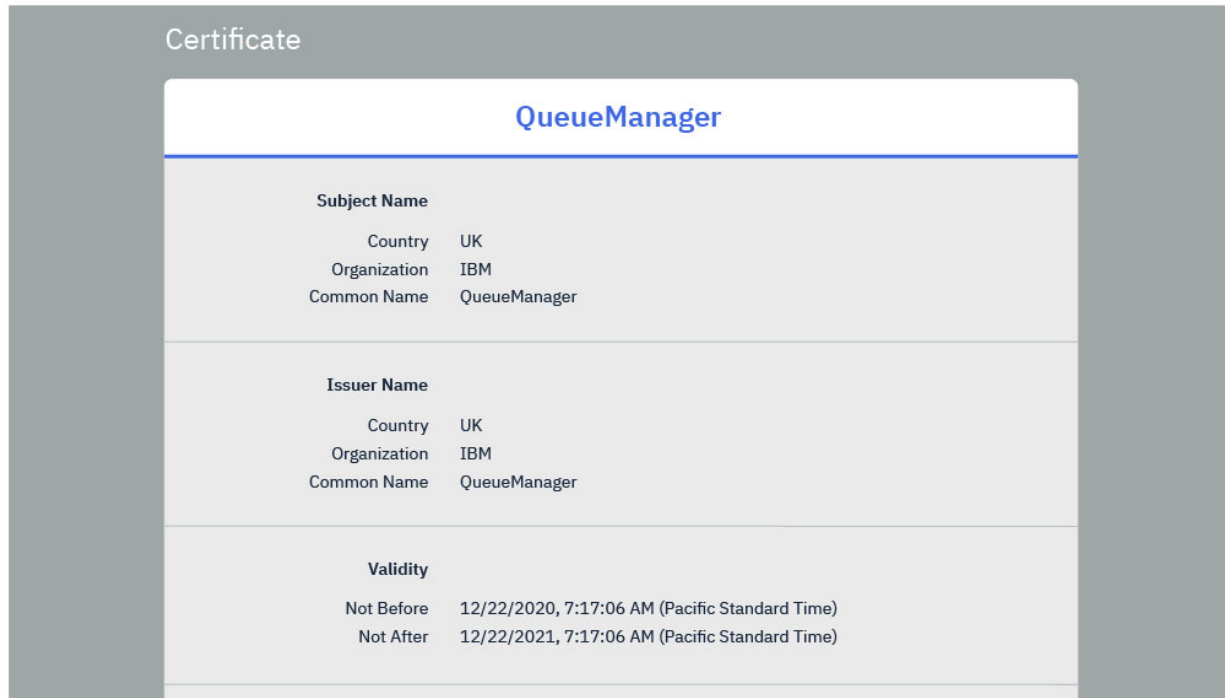 Certificate
QueueManager
Subject Name
Country UK
Organization IBM
Common Name QueueManager
Issuer Name
Country UK
Organization IBM
Common Name QueueManager
Validity
Not Before 12/22/2020, 7:17:06 AM (Pacific Standard Time)
Not After 12/22/2021, 7:17:06 AM (Pacific Standard Time)